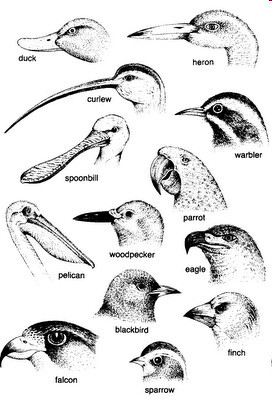 duck
heron
curlew
warbler
spoonbill
parrot
woodpecker
pelican
eagle
blackbird
finch
falcon
sparrow